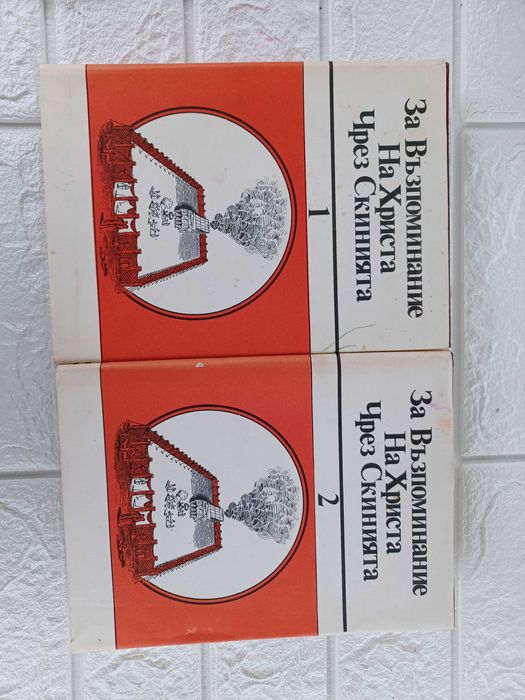 За Възпоминание
На Христа
Чрез Скинията
1
За Възпоминание
На Христа
Чрез Скинията
2